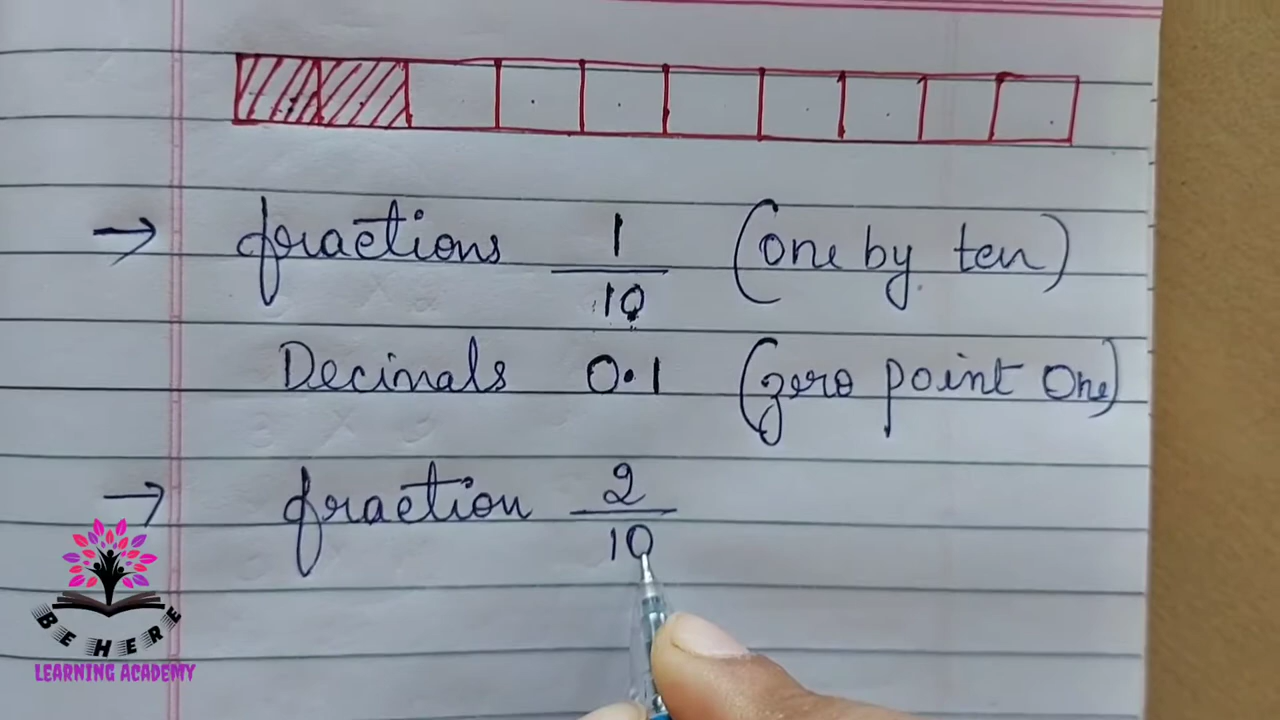 fractions 1/10 (one by ten)
Decimals 0.1 (zero point One)
fraction 2/10
BE HERE
LEARNING ACADEMY